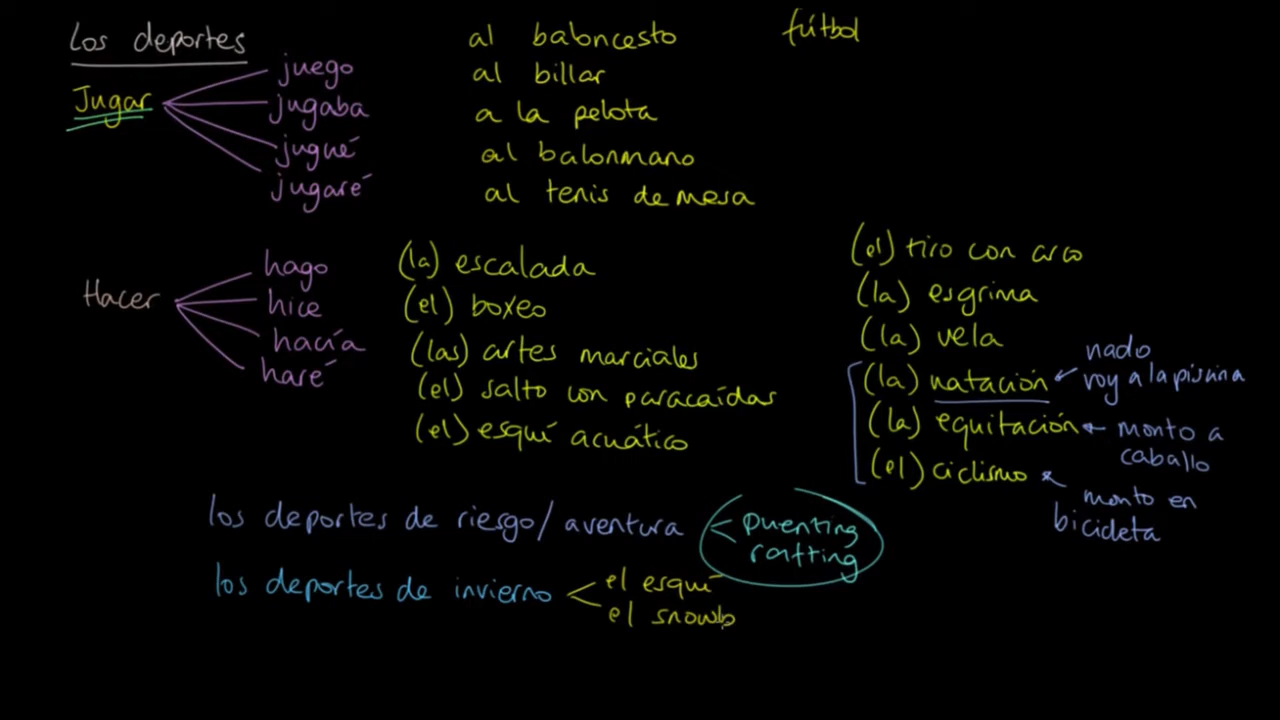 Los deportes
Jugar
juego
jugaba
jugué
jugaré
al baloncesto
fútbol
al billar
a la pelota
al balonmano
al tenis de mesa
Hacer
hago
hice
hacía
haré
(la) escalada
(el) boxeo
(las) artes marciales
(el) salto con paracaídas
(el) esquí acuático
(el) tiro con arco
(la) esgrima
(la) vela
(la) natación
nado
voy a la piscina
(la) equitación
monto a
caballo
(el) ciclismo
monto en
bicicleta
los deportes de riesgo/aventura
puenting
rafting
los deportes de invierno
el esquí
el snowb